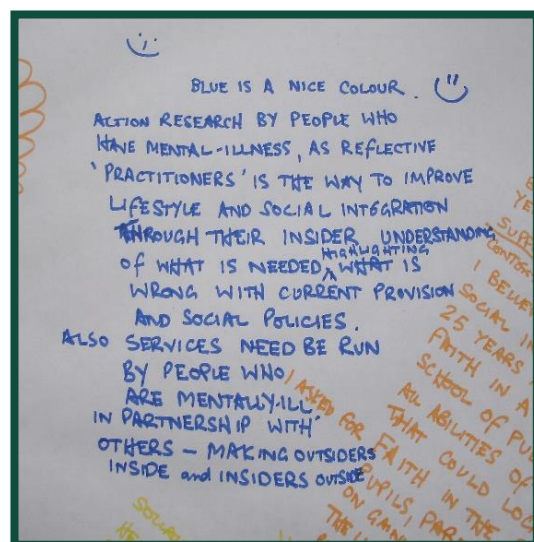 BLUE IS A NICE COLOUR.
ACTION RESEARCH BY PEOPLE WHO
HAVE MENTAL-ILLNESS, AS REFLECTIVE
'PRACTITIONERS' IS THE WAY TO IMPROVE
LIFESTYLE AND SOCIAL INTEGRATION
THROUGH THEIR INSIDER UNDERSTANDING
OF WHAT IS NEEDED, HIGHLIGHTING WHAT IS
WRONG WITH CURRENT PROVISION
AND SOCIAL POLICIES.
ALSO SERVICES NEED BE RUN
BY PEOPLE WHO
ARE MENTALLY-ILL,
IN PARTNERSHIP WITH
OTHERS – MAKING OUTSIDERS
INSIDE and INSIDERS OUTSIDE
I BELIEVE
SOCIAL
25 YEARS
FAITH IN A
SCHOOL OF
ALL ABILITIES OF
THAT COULD
I ASKED FOR FAITH IN THE
PUPILS,
ON